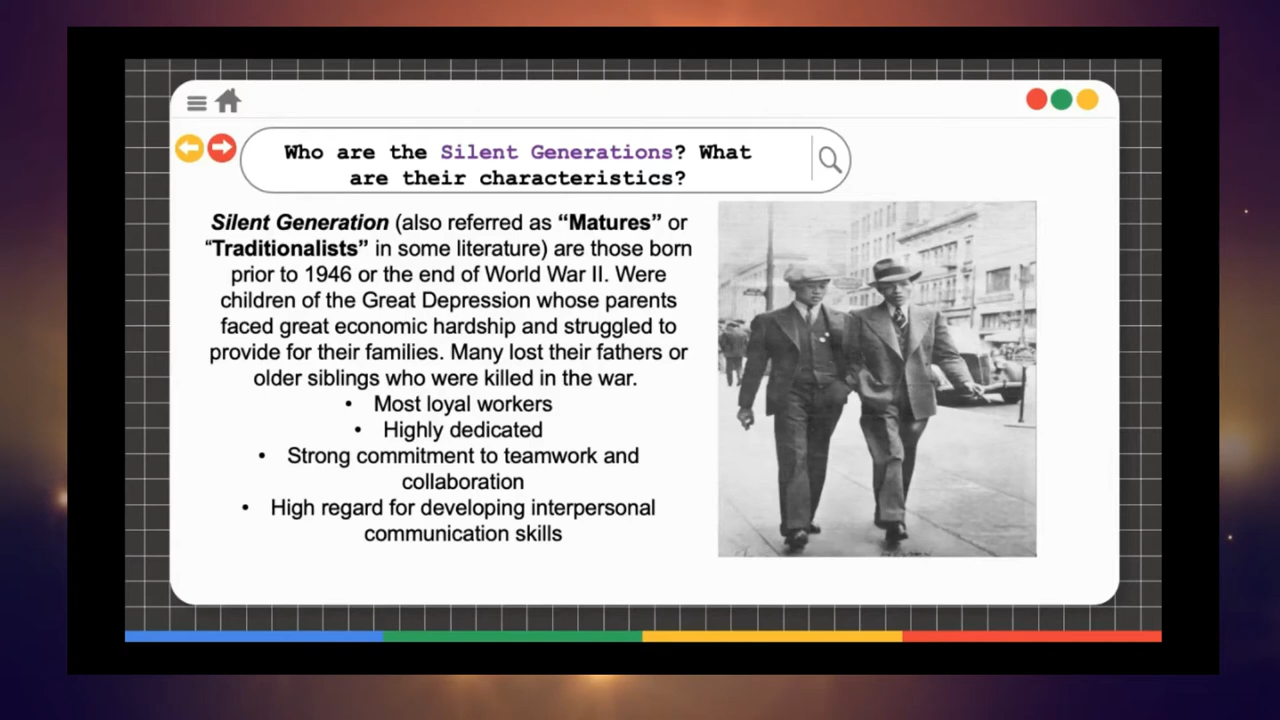 Who are the Silent Generations? What
are their characteristics?
Silent Generation (also referred as “Matures” or
“Traditionalists” in some literature) are those born
prior to 1946 or the end of World War II. Were
children of the Great Depression whose parents
faced great economic hardship and struggled to
provide for their families. Many lost their fathers or
older siblings who were killed in the war.
• Most loyal workers
• Highly dedicated
• Strong commitment to teamwork and
collaboration
• High regard for developing interpersonal
communication skills